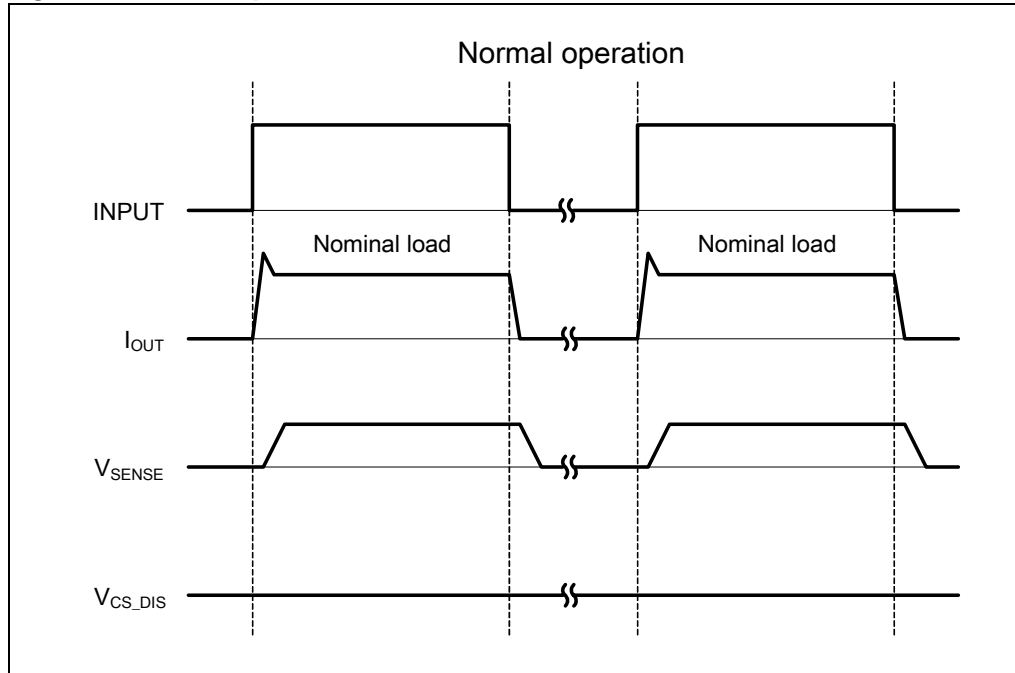 Normal operation
INPUT
Nominal load Nominal load
IOUT
VSENSE
VCS_DIS